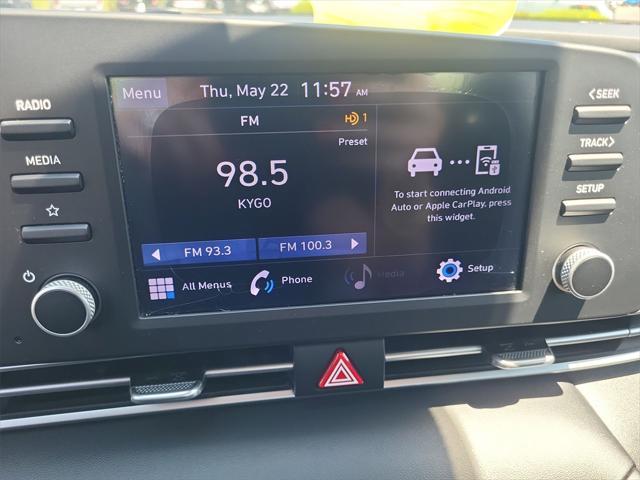 RADIO
MEDIA
Menu Thu, May 22 11:57 AM
FM HD 1
Preset
98.5
KYGO
FM 93.3 FM 100.3
To start connecting Android
Auto or Apple CarPlay, press
this widget.
All Menus Phone Media Setup
<SEEK
TRACK>
SETUP